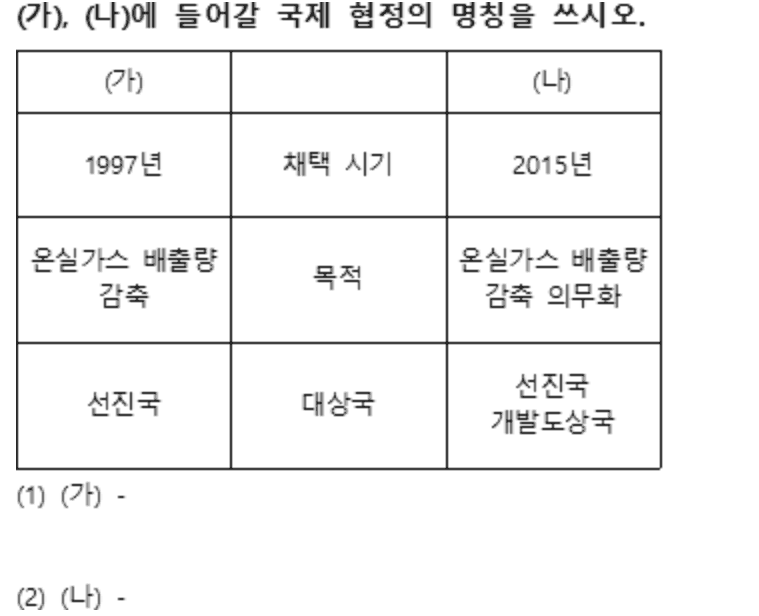 (가), (나)에 들어갈 국제 협정의 명칭을 쓰시오.
(가) (나)
1997년 채택 시기 2015년
온실가스 배출량
감축
목적
온실가스 배출량
감축 의무화
선진국
대상국
선진국
개발도상국
(1) (가) -
(2) (나) -